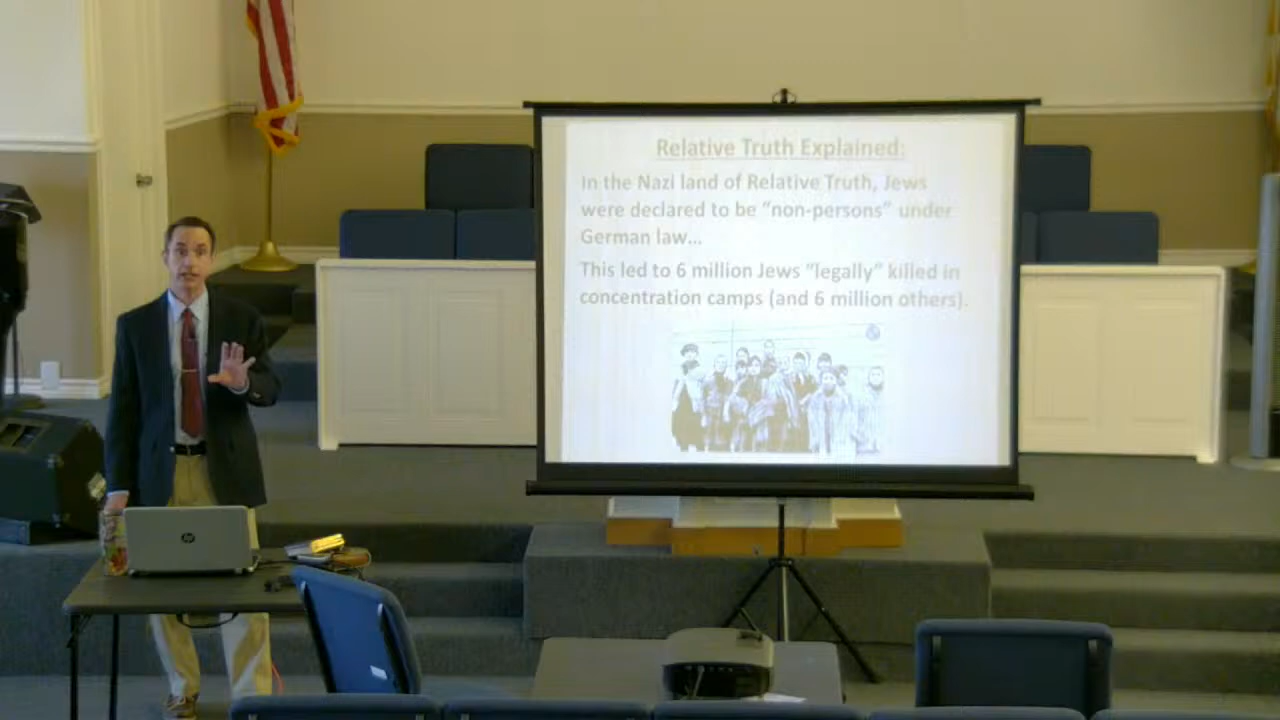 Relative Truth Explained:
In the Nazi land of Relative Truth, Jews
were declared to be "non-persons" under
German law...
This led to 6 million Jews "legally" killed in
concentration camps (and 6 million others).
hp